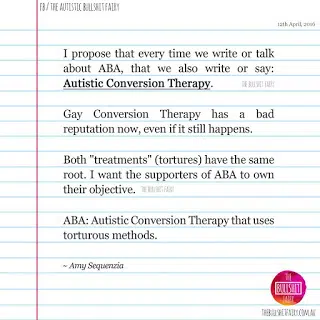 FB / THE AUTISTIC BULLSHIT FAIRY
12th April, 2016
I propose that every time we write or talk
about ABA, that we also write or say:
Autistic Conversion Therapy.
THE BULLSHIT FAIRY
Gay Conversion Therapy has a bad
reputation now, even if it still happens.
Both "treatments" (tortures) have the same
root. I want the supporters of ABA to own
their objective.
THE BULLSHIT FAIRY
ABA: Autistic Conversion Therapy that uses
torturous methods.
~ Amy Sequenzia
THE
BULLSHIT
FAIRY
THEBULLSHITFAIRY.COM.AU